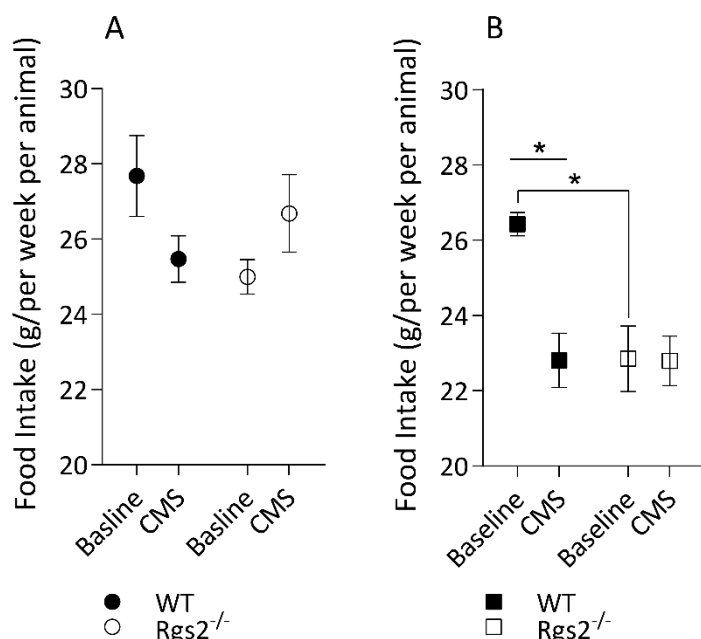 A
Food Intake (g/per week per animal)
30
28
26
24
22
20
Basline
CMS
Basline
CMS
WT
Rgs2-/-
B
Food Intake (g/per week per animal)
30
28
26
24
22
20
*
*
Baseline
CMS
Baseline
CMS
WT
Rgs2-/-